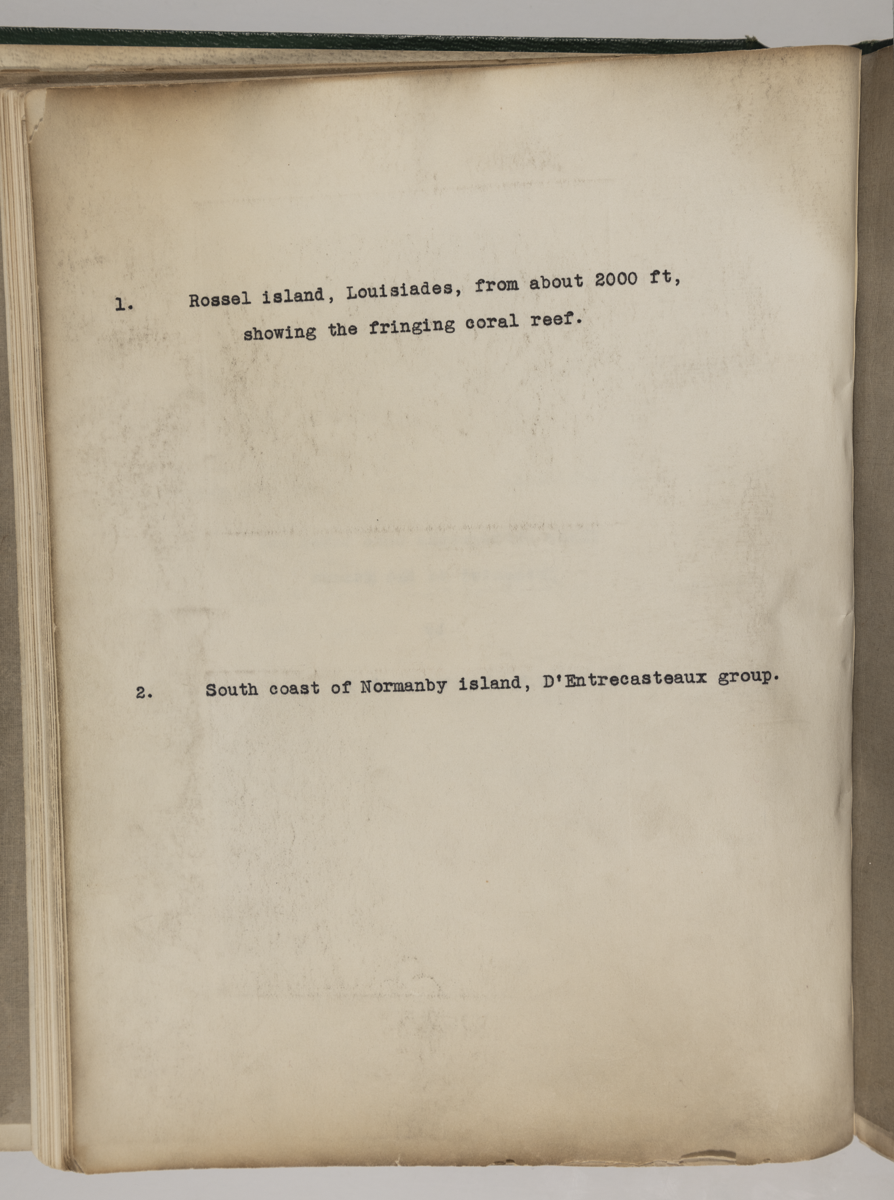 1. Rossel island, Louisiades, from about 2000 ft,
showing the fringing coral reef.
2. South coast of Normanby island, D'Entrecasteaux group.